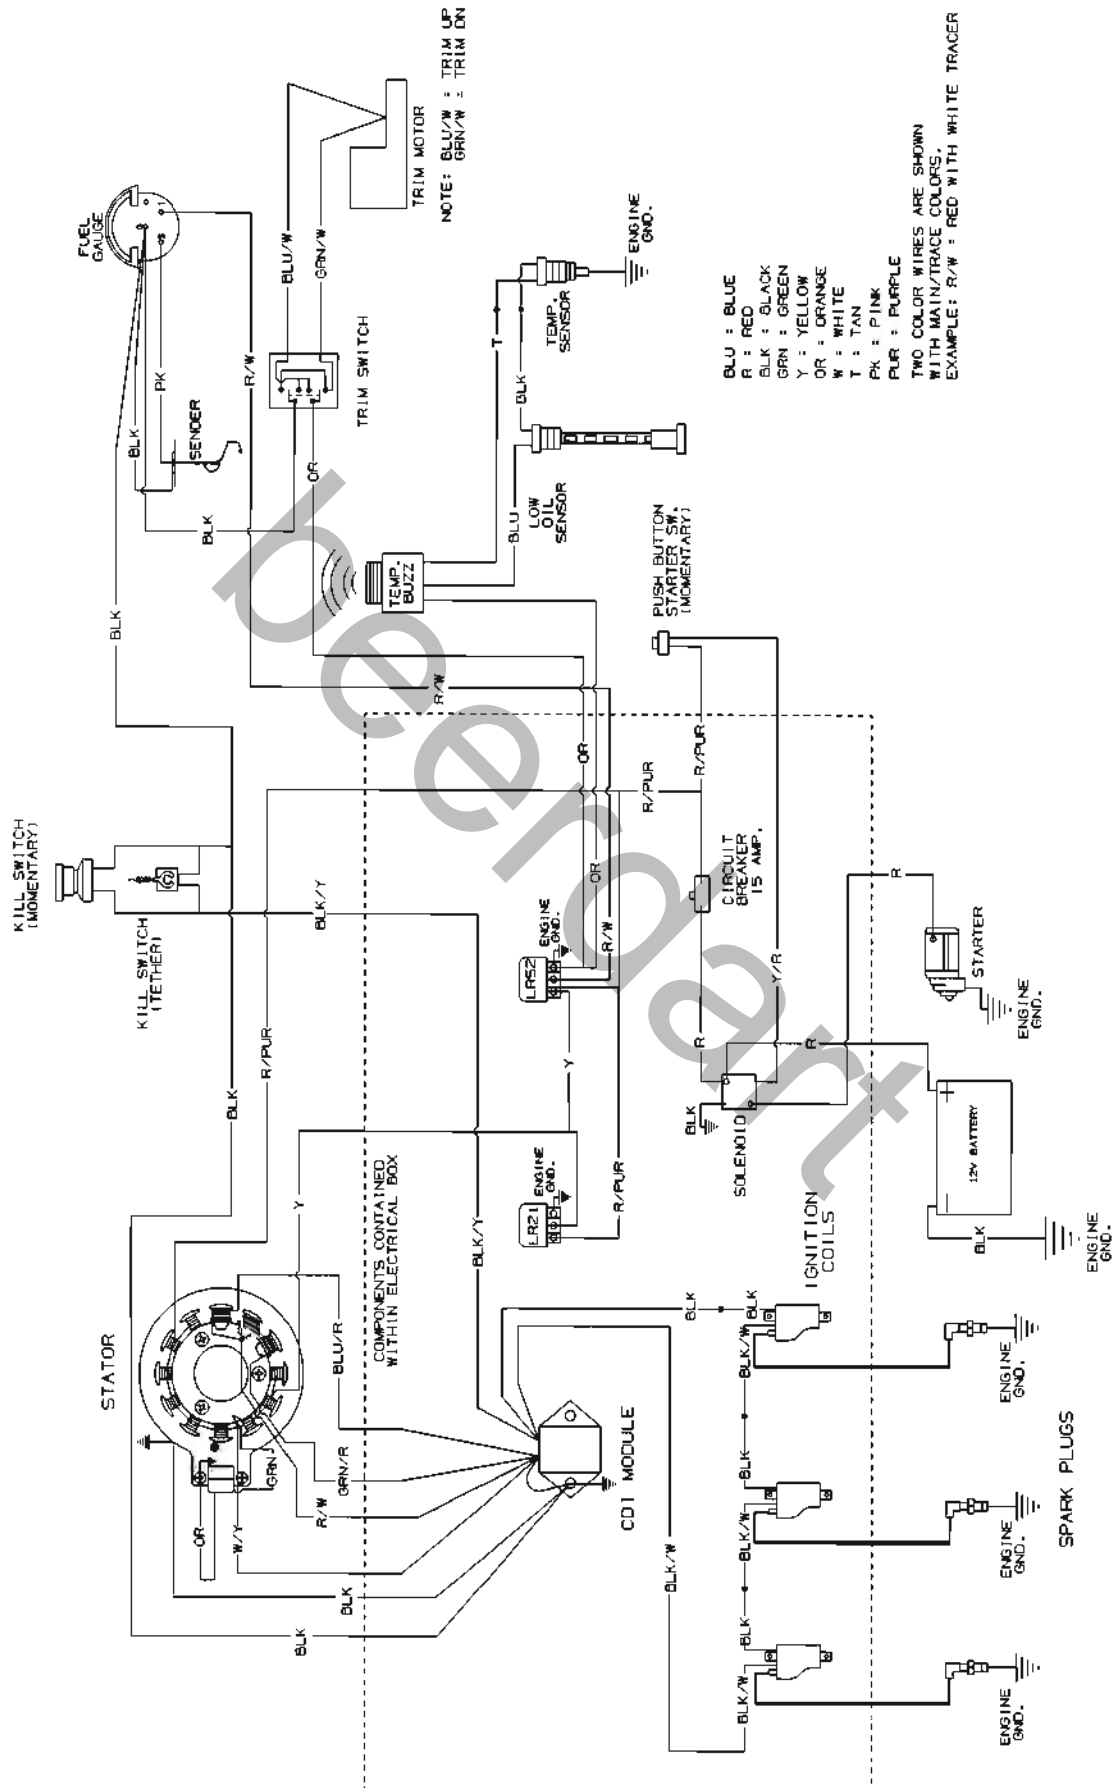 KILL SWITCH
(MOMENTARY)
KILL SWITCH
(TETHER)
STATOR
FUEL
GAUGE
S
I
SENDER
BLK
BLK
PK
BLK
BLK
BLK
R/W
BLU/W
GRN/W
TRIM SWITCH
TRIM MOTOR
NOTE: BLU/W = TRIM UP
GRN/W = TRIM DN
OR
TEMP.
BUZZ
T
BLU
BLK
LOW
OIL
SENSOR
TEMP.
SENSOR
ENGINE
GND.
BLU = BLUE
R = RED
BLK = BLACK
GRN = GREEN
Y = YELLOW
OR = ORANGE
W = WHITE
T = TAN
PK = PINK
PUR = PURPLE
TWO COLOR WIRES ARE SHOWN
WITH MAIN/TRACE COLORS.
EXAMPLE: R/W = RED WITH WHITE TRACER
PUSH BUTTON
STARTER SW.
(MOMENTARY)
R/W
OR
OR
R/W
R/PUR
R/PUR
R/PUR
R/PUR
BLK/Y
BLK/Y
Y
Y
LR52
ENGINE
GND.
LR21
ENGINE
GND.
COMPONENTS CONTAINED
WITHIN ELECTRICAL BOX
CIRCUIT
BREAKER
15 AMP.
Y/R
R
R
R
BLK
SOLENOID
STARTER
ENGINE
GND.
+
-
12V BATTERY
BLK
ENGINE
GND.
BLU/R
GRN/R
R/W
W/Y
GRN
OR
BLK
BLK
CDI MODULE
IGNITION
COILS
BLK
BLK
BLK/W
BLK
BLK/W
BLK
BLK/W
BLK/W
ENGINE
GND.
ENGINE
GND.
ENGINE
GND.
SPARK PLUGS
beerdart